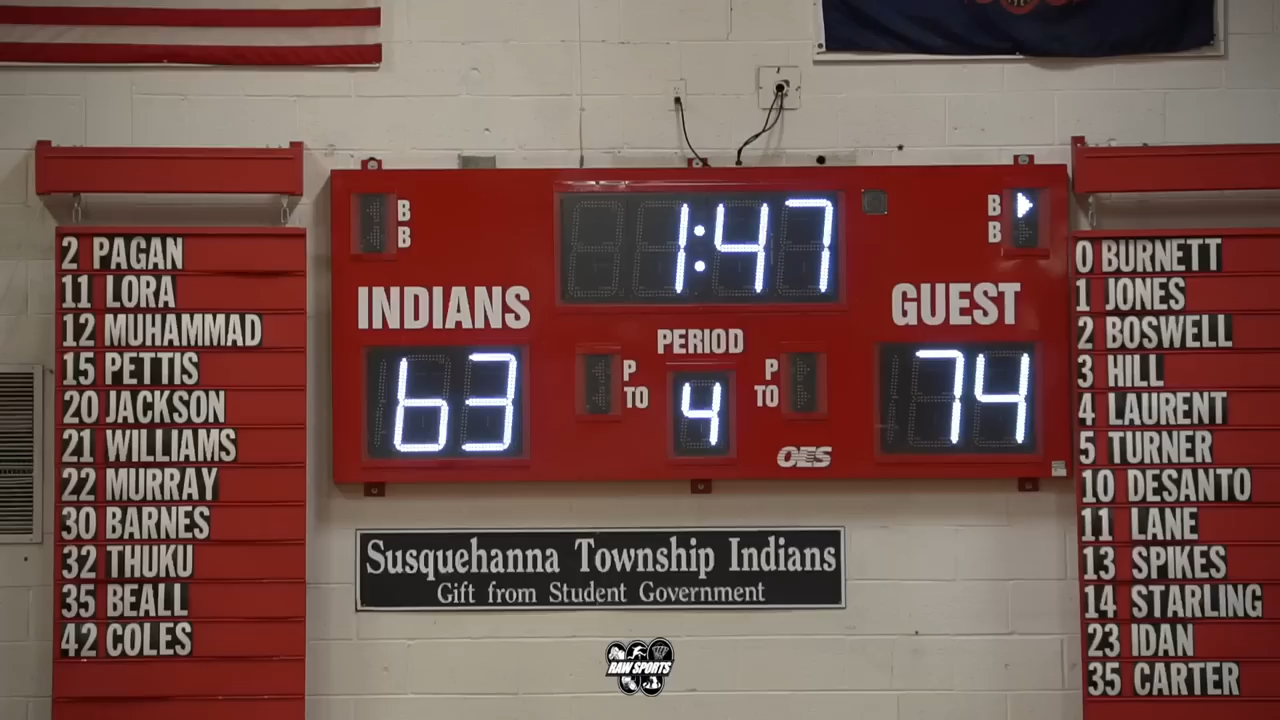 2 PAGAN
11 LORA
12 MUHAMMAD
15 PETTIS
20 JACKSON
21 WILLIAMS
22 MURRAY
30 BARNES
32 THUKU
35 BEALL
42 COLES
B
B
1:47
B
B
INDIANS
GUEST
PERIOD
63
P
TO
4
P
TO
74
OES
Susquehanna Township Indians
Gift from Student Government
RAW SPORTS
0 BURNETT
1 JONES
2 BOSWELL
3 HILL
4 LAURENT
5 TURNER
10 DESANTO
11 LANE
13 SPIKES
14 STARLING
23 IDAN
35 CARTER